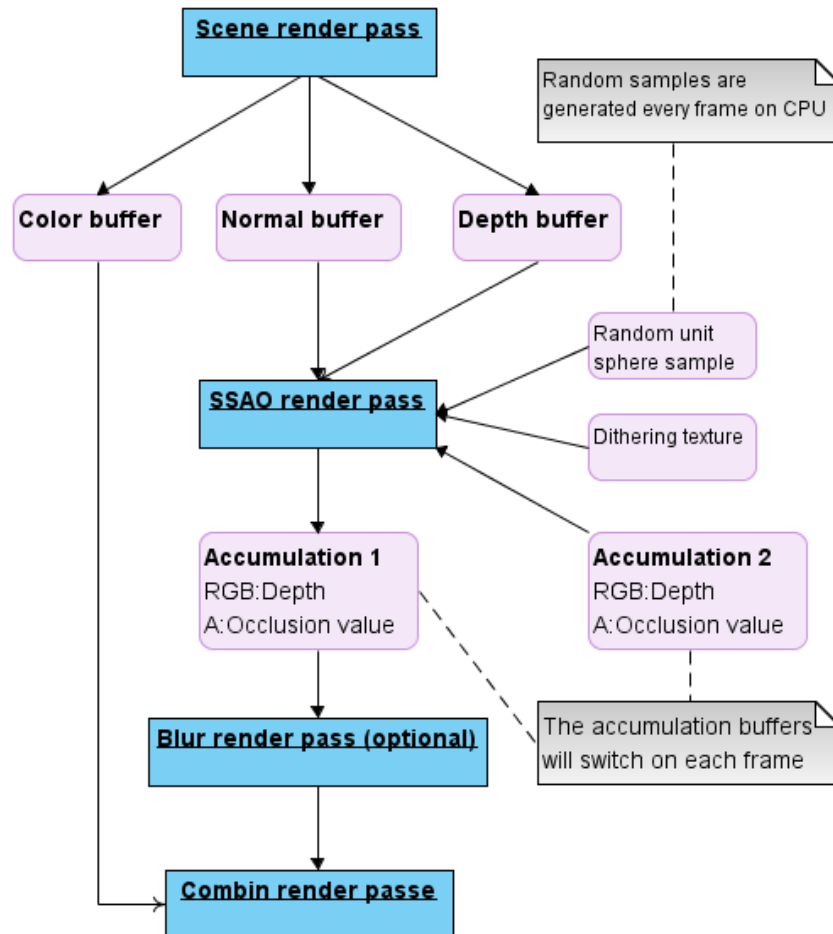 Scene render pass
Random samples are
generated every frame on CPU
Color buffer
Normal buffer
Depth buffer
Random unit
sphere sample
SSAO render pass
Dithering texture
Accumulation 1
RGB:Depth
A:Occlusion value
Accumulation 2
RGB:Depth
A:Occlusion value
Blur render pass (optional)
The accumulation buffers
will switch on each frame
Combin render passe